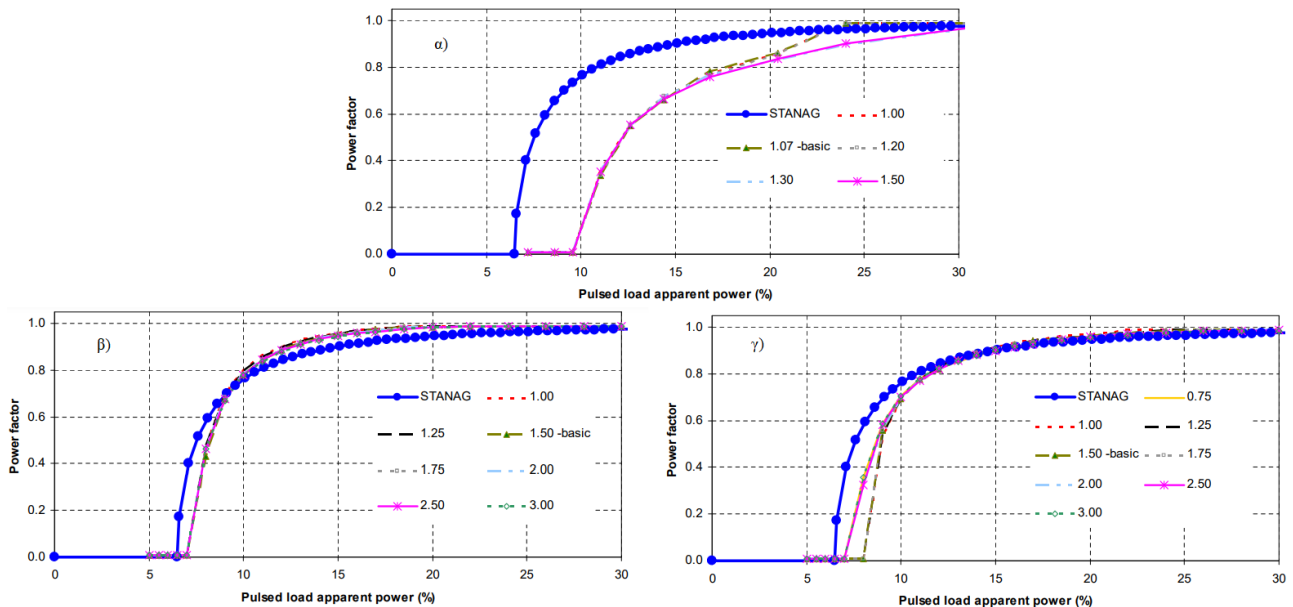 α)
Power factor
1.0
0.8
0.6
0.4
0.2
0.0
STANAG
1.00
1.07 -basic
1.20
1.30
1.50
0 5 10 15 20 25 30
Pulsed load apparent power (%)
β)
Power factor
1.0
0.8
0.6
0.4
0.2
0.0
STANAG
1.00
1.25
1.50 -basic
1.75
2.00
2.50
3.00
0 5 10 15 20 25 30
Pulsed load apparent power (%)
γ)
Power factor
1.0
0.8
0.6
0.4
0.2
0.0
STANAG
0.75
1.00
1.25
1.50 -basic
1.75
2.00
2.50
3.00
0 5 10 15 20 25 30
Pulsed load apparent power (%)